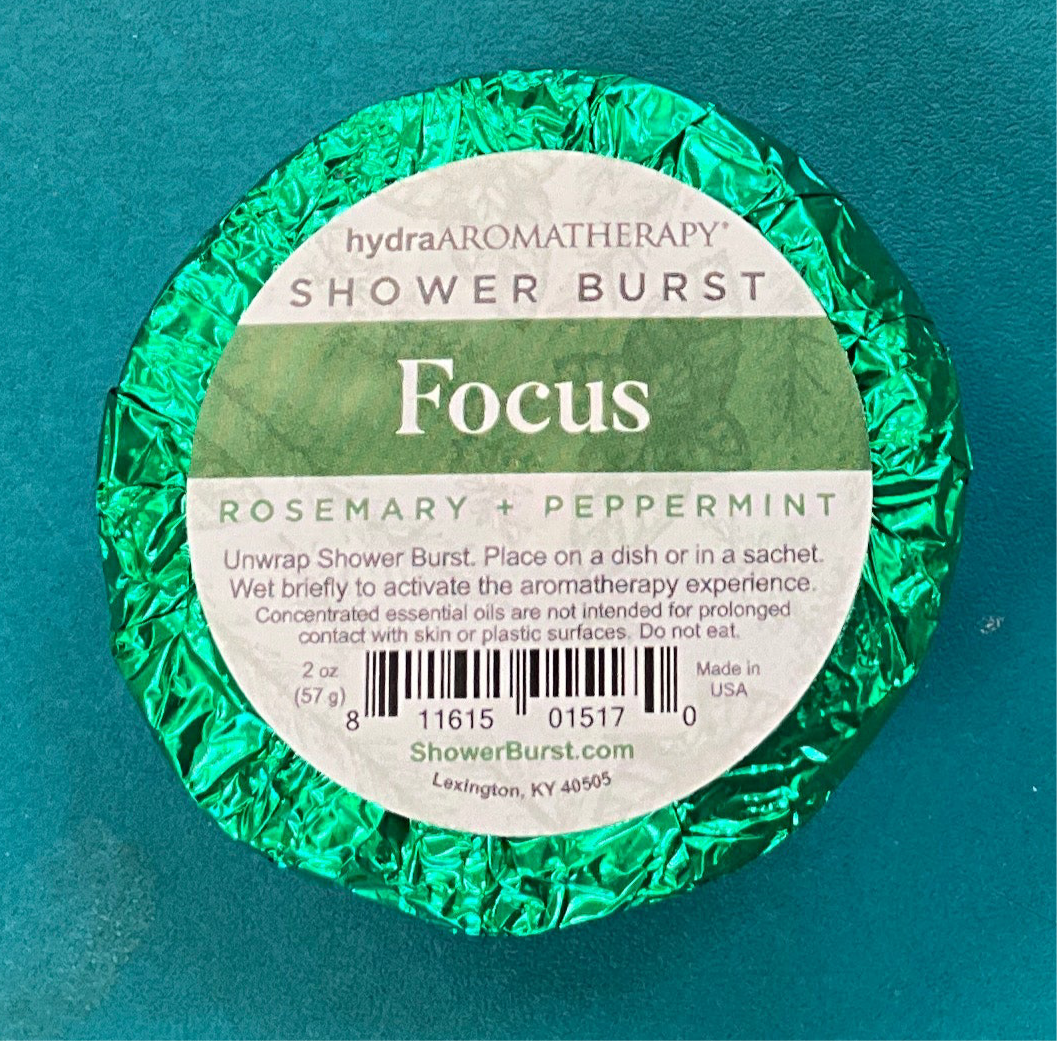 hydraAROMATHERAPY®
SHOWER BURST
Focus
ROSEMARY + PEPPERMINT
Unwrap Shower Burst. Place on a dish or in a sachet.
Wet briefly to activate the aromatherapy experience.
Concentrated essential oils are not intended for prolonged
contact with skin or plastic surfaces. Do not eat.
2 oz
(57 g)
8 11615 01517 0
Made in
USA
ShowerBurst.com
Lexington, KY 40505